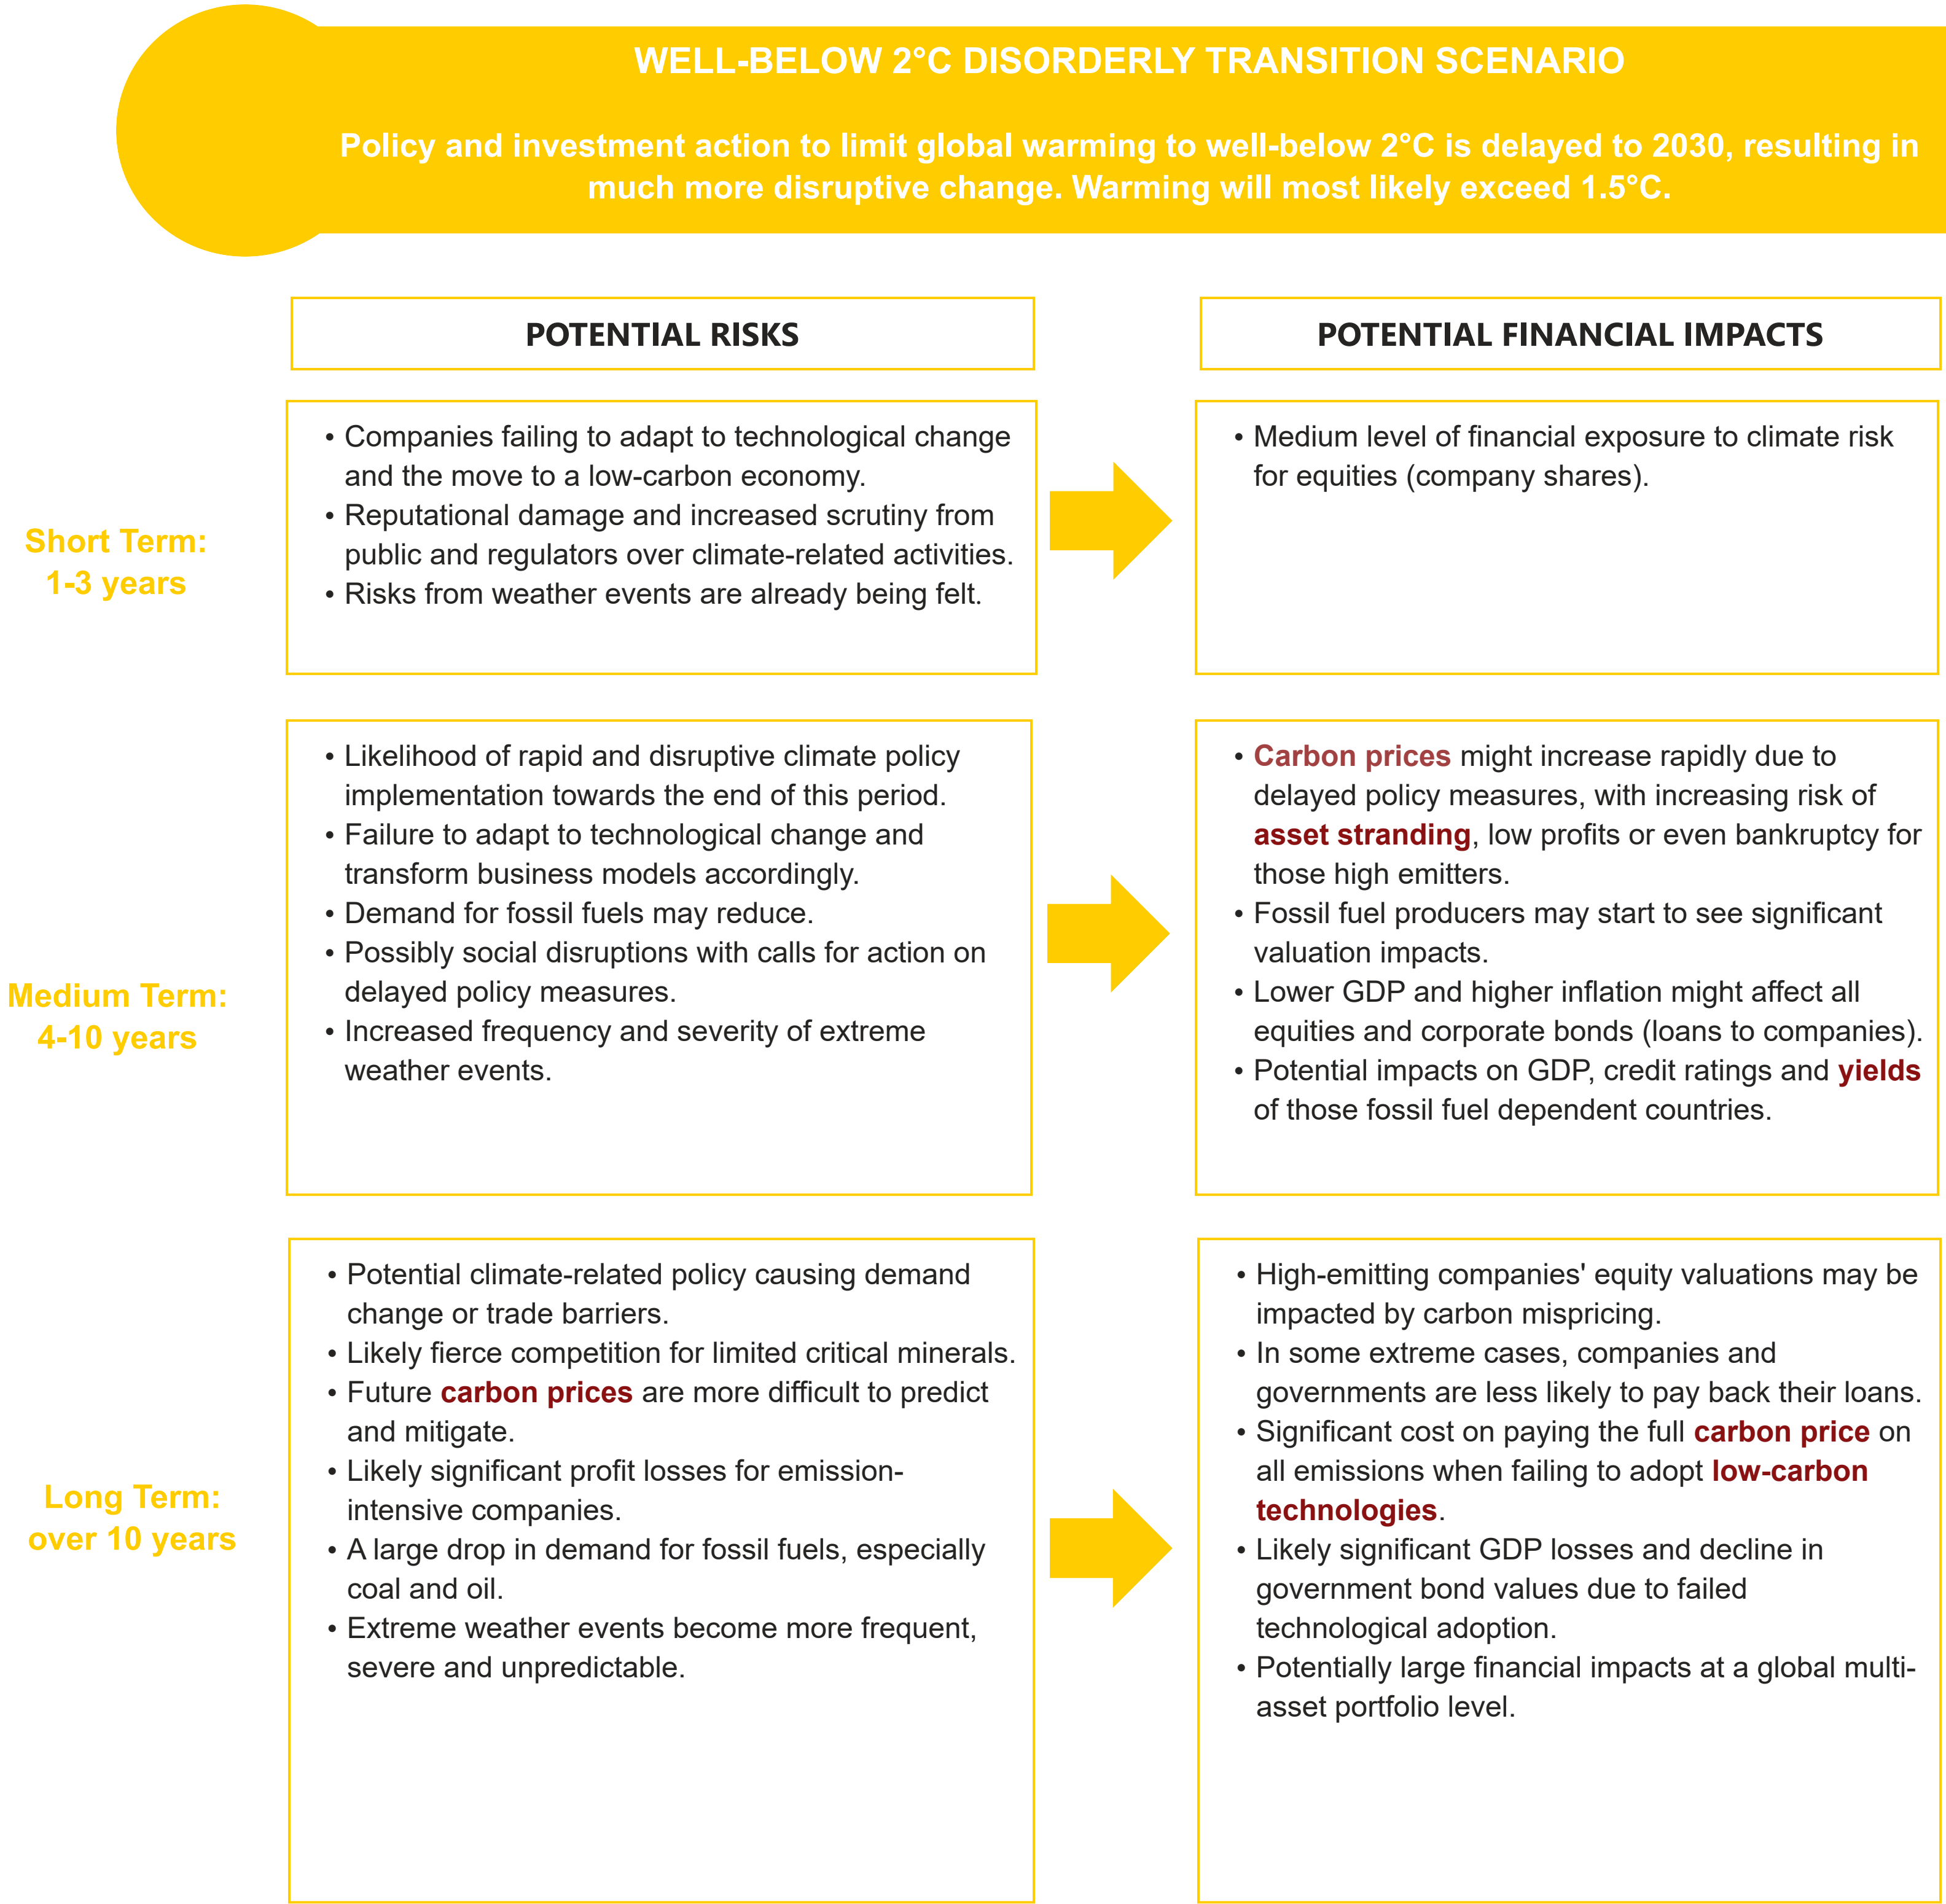 WELL-BELOW 2°C DISORDERLY TRANSITION SCENARIO
Policy and investment action to limit global warming to well-below 2°C is delayed to 2030, resulting in
much more disruptive change. Warming will most likely exceed 1.5°C.
POTENTIAL RISKS
POTENTIAL FINANCIAL IMPACTS
Short Term:
1-3 years
• Companies failing to adapt to technological change
and the move to a low-carbon economy.
• Reputational damage and increased scrutiny from
public and regulators over climate-related activities.
• Risks from weather events are already being felt.
• Medium level of financial exposure to climate risk
for equities (company shares).
Medium Term:
4-10 years
• Likelihood of rapid and disruptive climate policy
implementation towards the end of this period.
• Failure to adapt to technological change and
transform business models accordingly.
• Demand for fossil fuels may reduce.
• Possibly social disruptions with calls for action on
delayed policy measures.
• Increased frequency and severity of extreme
weather events.
• Carbon prices might increase rapidly due to
delayed policy measures, with increasing risk of
asset stranding, low profits or even bankruptcy for
those high emitters.
• Fossil fuel producers may start to see significant
valuation impacts.
• Lower GDP and higher inflation might affect all
equities and corporate bonds (loans to companies).
• Potential impacts on GDP, credit ratings and yields
of those fossil fuel dependent countries.
Long Term:
over 10 years
• Potential climate-related policy causing demand
change or trade barriers.
• Likely fierce competition for limited critical minerals.
• Future carbon prices are more difficult to predict
and mitigate.
• Likely significant profit losses for emission-
intensive companies.
• A large drop in demand for fossil fuels, especially
coal and oil.
• Extreme weather events become more frequent,
severe and unpredictable.
• High-emitting companies' equity valuations may be
impacted by carbon mispricing.
• In some extreme cases, companies and
governments are less likely to pay back their loans.
• Significant cost on paying the full carbon price on
all emissions when failing to adopt low-carbon
technologies.
• Likely significant GDP losses and decline in
government bond values due to failed
technological adoption.
• Potentially large financial impacts at a global multi-
asset portfolio level.